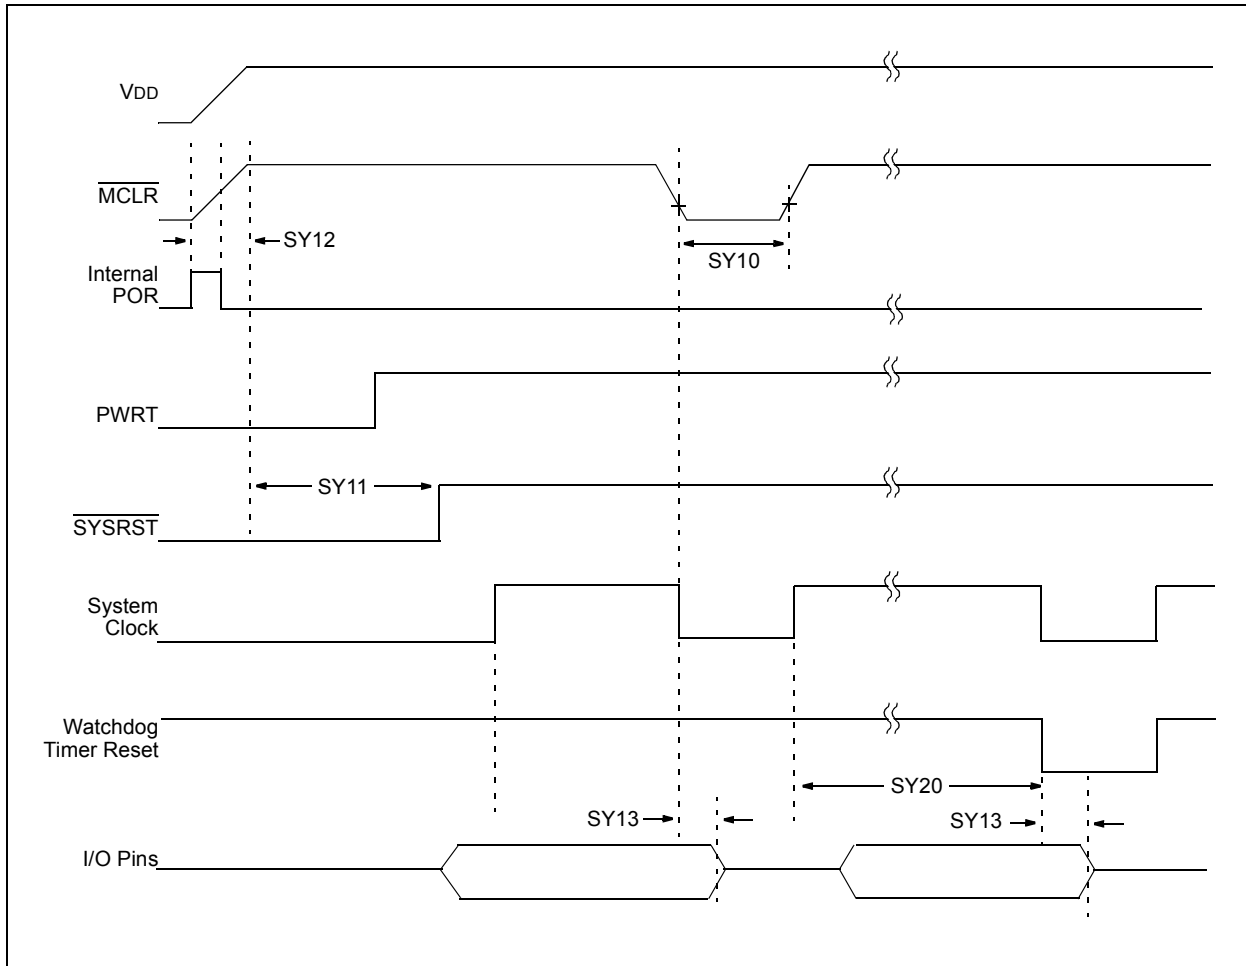 VDD
MCLR
SY12
SY10
Internal
POR
PWRT
SY11
SYSRST
System
Clock
Watchdog
Timer Reset
SY20
SY13
SY13
I/O Pins